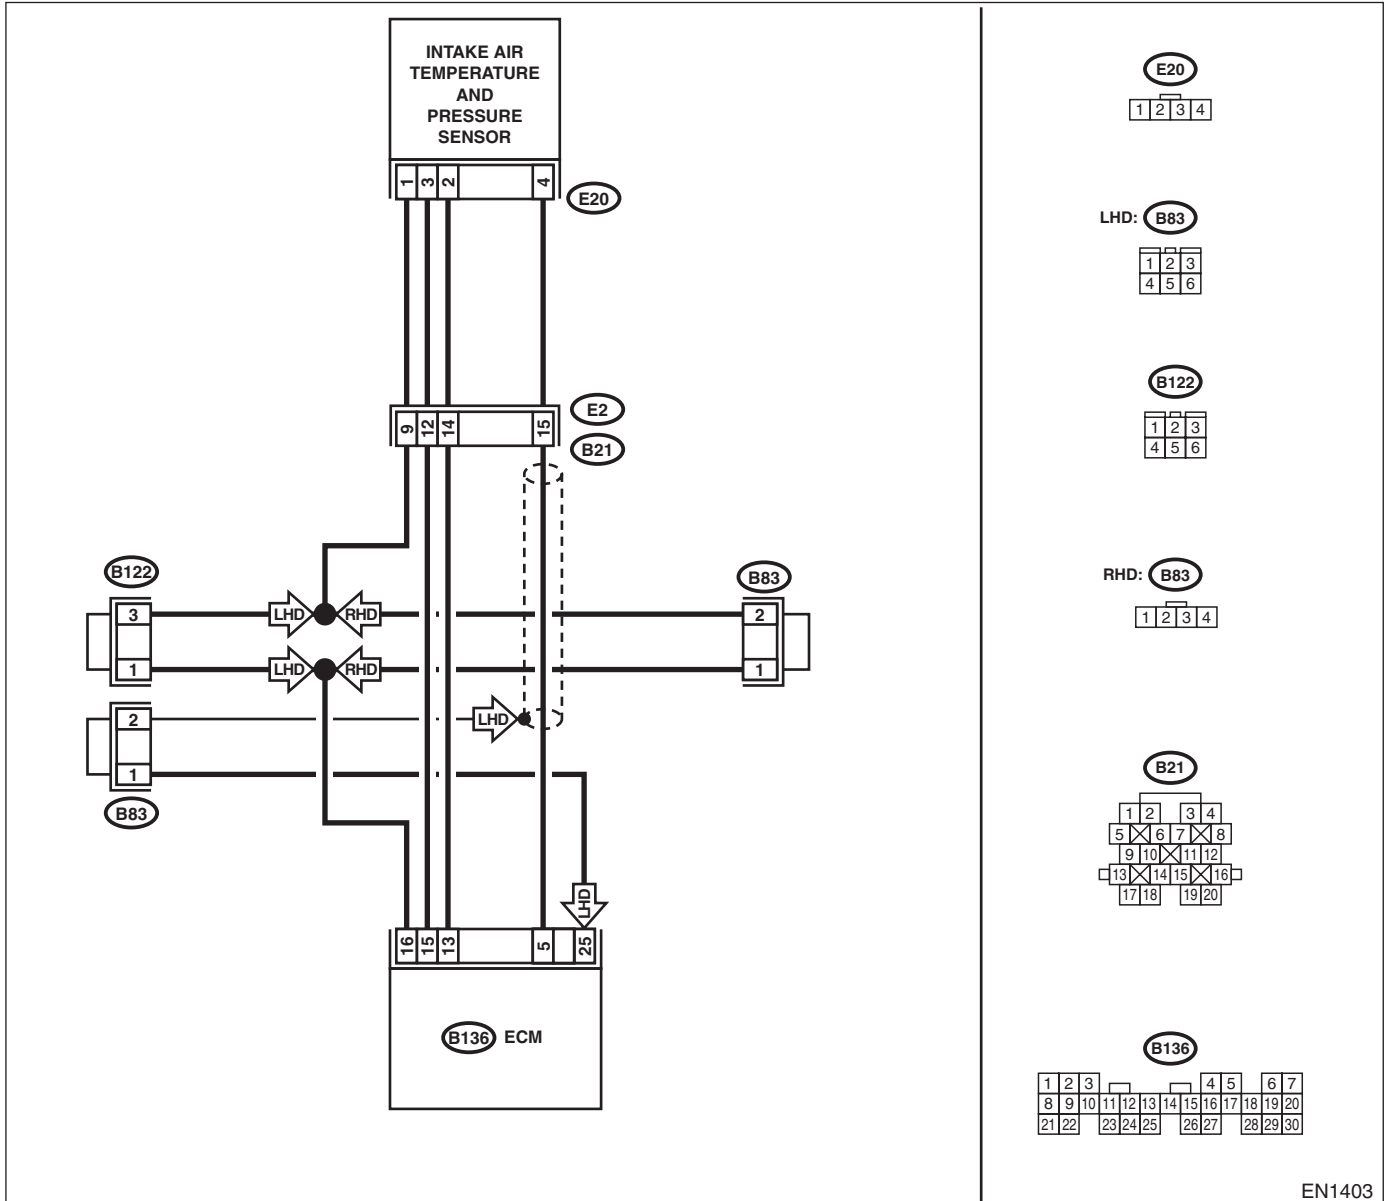 INTAKE AIR
TEMPERATURE
AND
PRESSURE
SENSOR
1 3 2 4
E20
9 12 14 15
E2
B21
B122
3
1
LHD RHD
LHD RHD
B83
2
1
2
1
B83
LHD
LHD
16 15 13 5 25
B136 ECM
E20
1 2 3 4
LHD: B83
1 2 3
4 5 6
B122
1 2 3
4 5 6
RHD: B83
1 2 3 4
B21
1 2 3 4
5 6 7 8
9 10 11 12
13 14 15 16
17 18 19 20
B136
1 2 3 4 5 6 7
8 9 10 11 12 13 14 15 16 17 18 19 20
21 22 23 24 25 26 27 28 29 30
EN1403